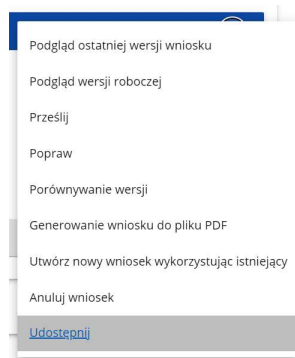 Podgląd ostatniej wersji wniosku
Podgląd wersji roboczej
Prześlij
Popraw
Porównywanie wersji
Generowanie wniosku do pliku PDF
Utwórz nowy wniosek wykorzystując istniejący
Anuluj wniosek
Udostępnij